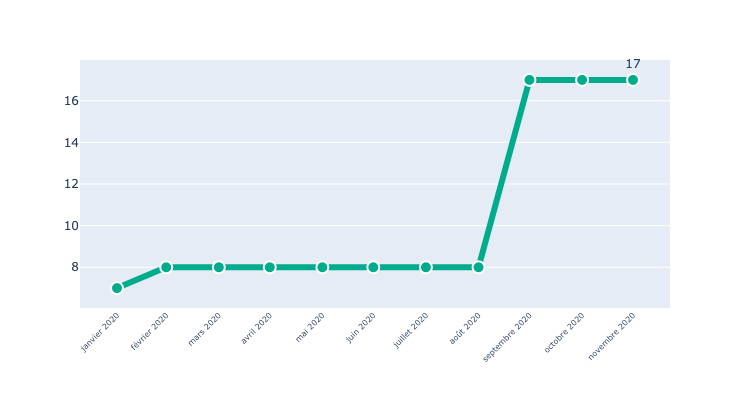 17
16
14
12
10
8
janvier 2020
février 2020
mars 2020
avril 2020
mai 2020
juin 2020
juillet 2020
août 2020
septembre 2020
octobre 2020
novembre 2020